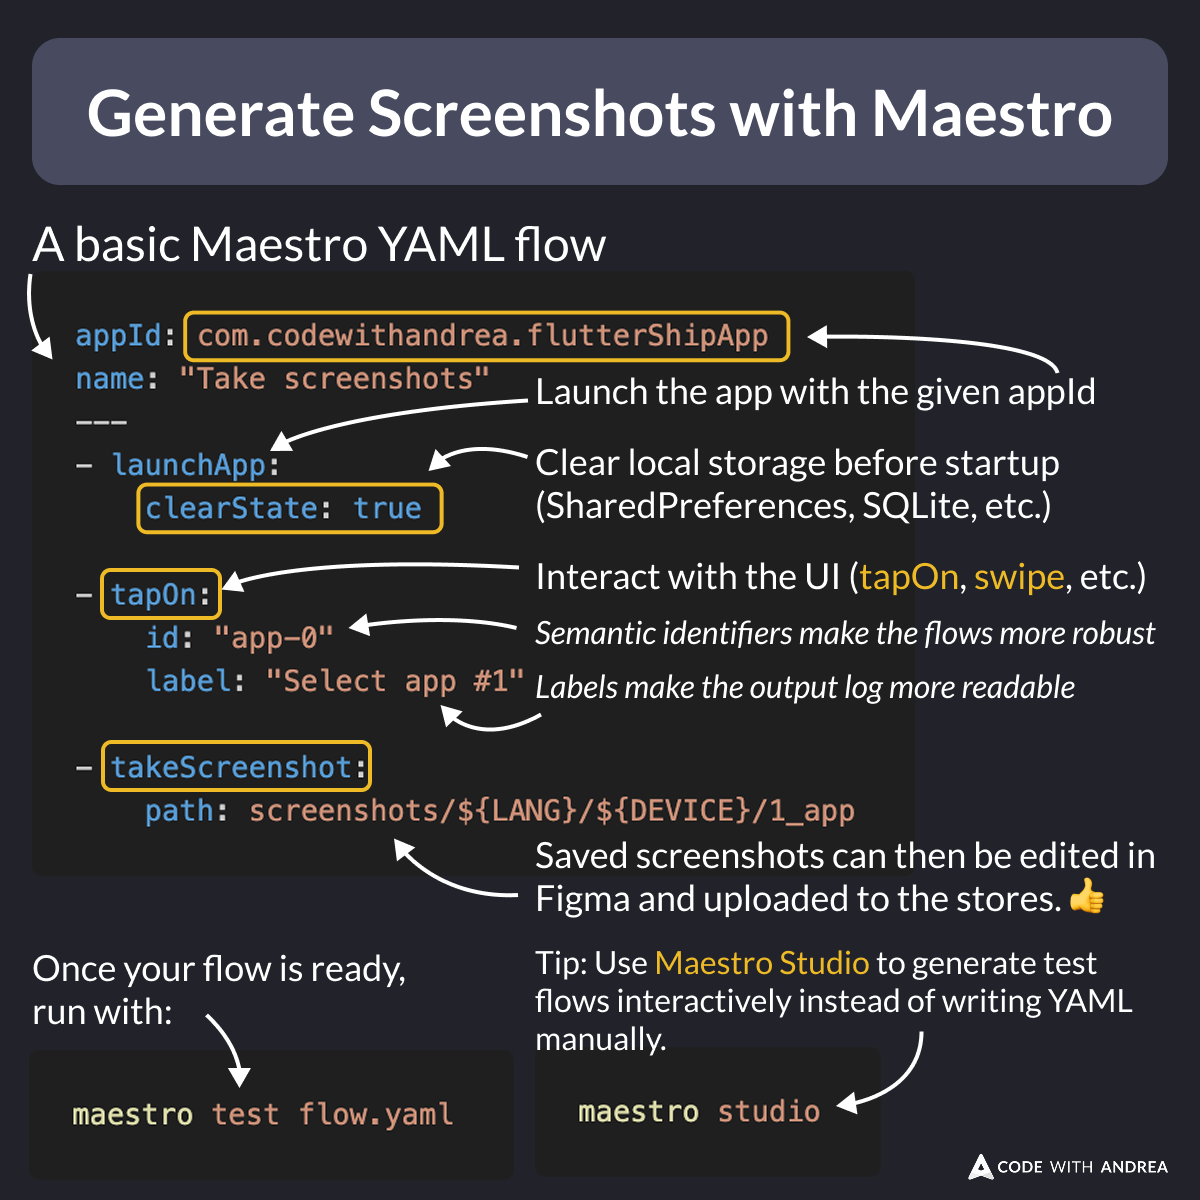 Generate Screenshots with Maestro
A basic Maestro YAML flow
appId: com.codewithandrea.flutterShipApp
name: "Take screenshots"
Launch the app with the given appId
---
- launchApp:
clearState: true
Clear local storage before startup
(SharedPreferences, SQLite, etc.)
- tapOn:
Interact with the UI (tapOn, swipe, etc.)
id: "app-0"
Semantic identifiers make the flows more robust
label: "Select app #1"
Labels make the output log more readable
- takeScreenshot:
path: screenshots/${LANG}/${DEVICE}/1_app
Saved screenshots can then be edited in
Figma and uploaded to the stores. 👍
Once your flow is ready,
run with:
maestro test flow.yaml
Tip: Use Maestro Studio to generate test
flows interactively instead of writing YAML
manually.
maestro studio
CODE WITH ANDREA